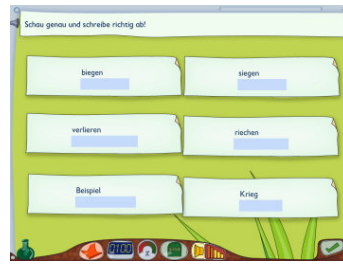 Schau genau und schreibe richtig ab!
biegen
siegen
verlieren
riechen
Beispiel
Krieg